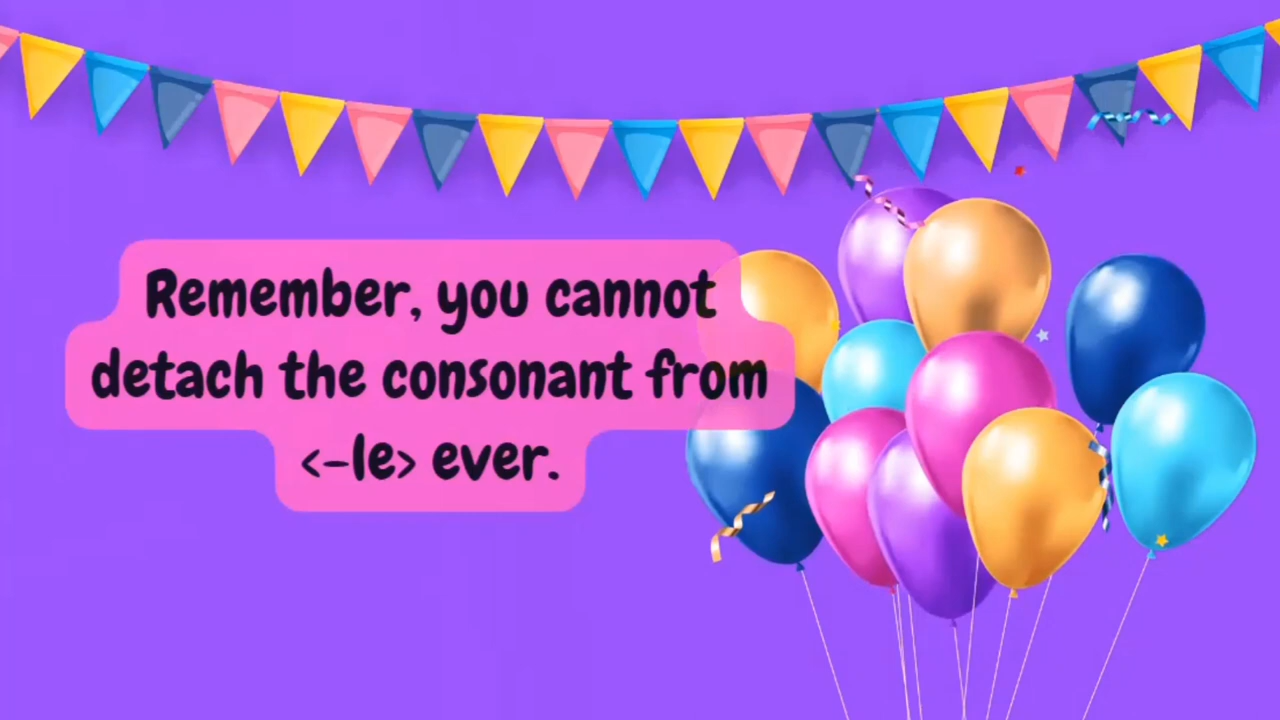 Remember, you cannot
detach the consonant from
<-le> ever.